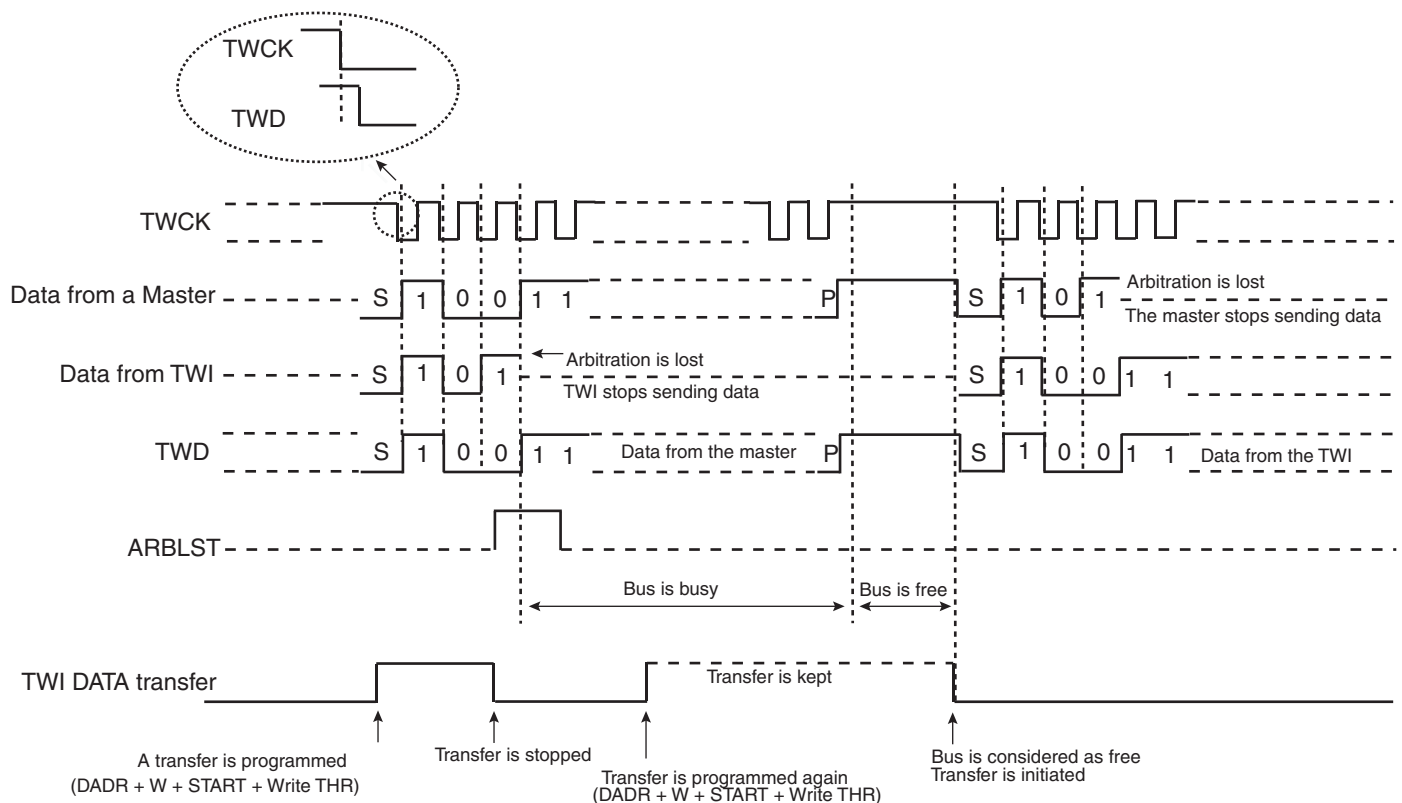 TWCK
TWD
TWCK
Data from a Master
S 1 0 0 1 1
P
S 1 0 1
Arbitration is lost
The master stops sending data
Data from TWI
S 1 0 1
Arbitration is lost
TWI stops sending data
S 1 0 0 1 1
TWD
S 1 0 0 1 1
Data from the master
P
S 1 0 0 1 1
Data from the TWI
ARBLST
Bus is busy
Bus is free
TWI DATA transfer
Transfer is kept
A transfer is programmed
(DADR + W + START + Write THR)
Transfer is stopped
Transfer is programmed again
(DADR + W + START + Write THR)
Bus is considered as free
Transfer is initiated